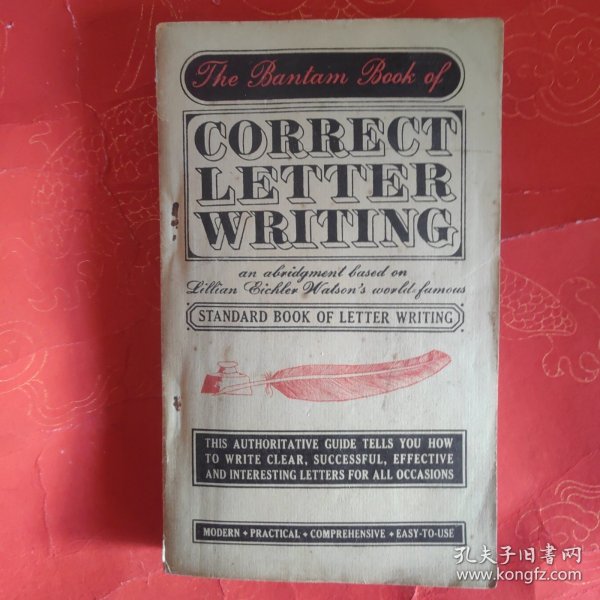 The Bantam Book of
CORRECT
LETTER
WRITING
an abridgment based on
Lillian Eichler Watson's world-famous
STANDARD BOOK OF LETTER WRITING
THIS AUTHORITATIVE GUIDE TELLS YOU HOW
TO WRITE CLEAR, SUCCESSFUL, EFFECTIVE
AND INTERESTING LETTERS FOR ALL OCCASIONS
MODERN + PRACTICAL + COMPREHENSIVE + EASY-TO-USE
孔夫子旧书网
www.kongfz.com